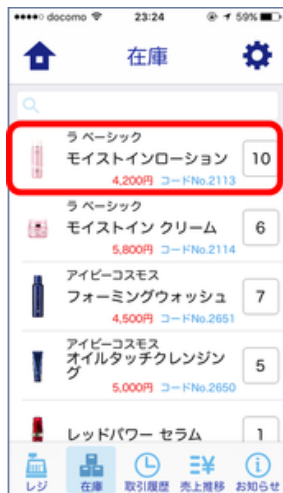 docomo 23:24 59%
在庫
ラ ベーシック
モイストインローション 10
4,200円 コードNo.2113
ラ ベーシック
モイストイン クリーム 6
5,800円 コードNo.2114
アイビーコスモス
フォーミングウォッシュ 7
4,500円 コードNo.2651
アイビーコスモス
オイルタッチクレンジン
グ 5
5,000円 コードNo.2650
レッドパワー セラム 1
レジ 在庫 取引履歴 売上推移 お知らせ